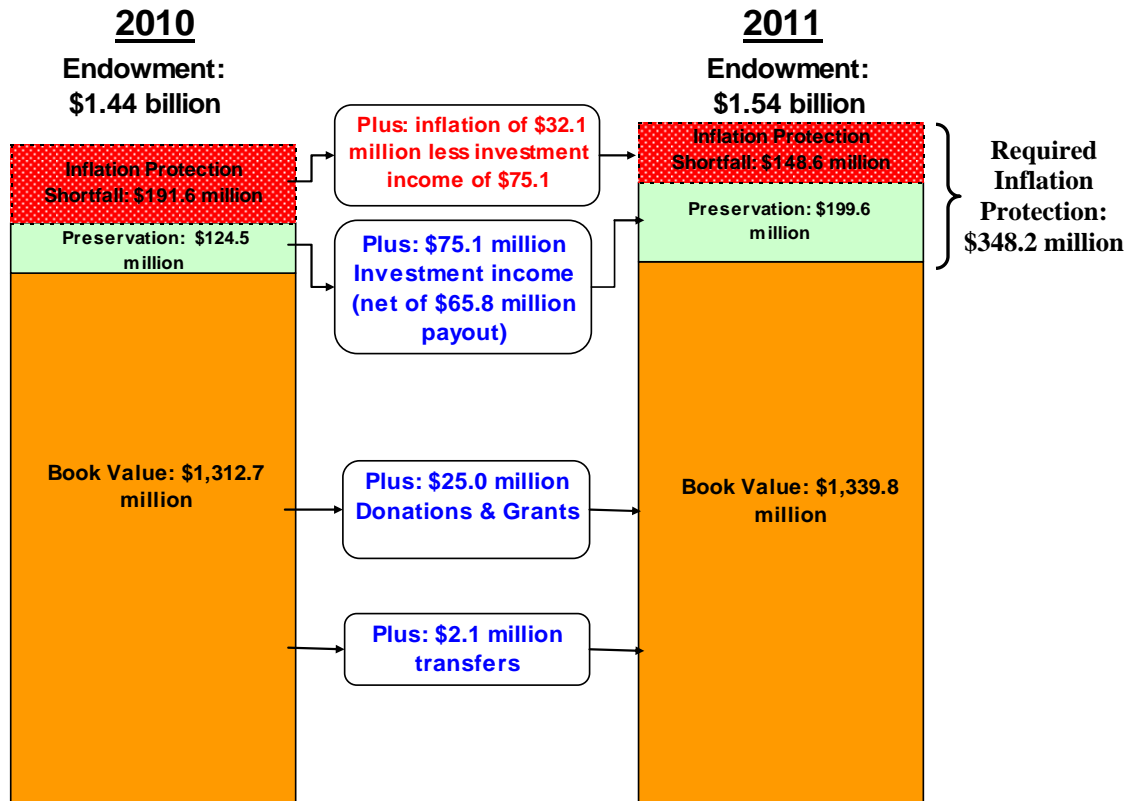 2010
Endowment:
$1.44 billion
Inflation Protection
Shortfall: $191.6 million
Preservation: $124.5
million
Book Value: $1,312.7
million
Plus: inflation of $32.1
million less investment
income of $75.1
Plus: $75.1 million
Investment income
(net of $65.8 million
payout)
Plus: $25.0 million
Donations & Grants
Plus: $2.1 million
transfers
2011
Endowment:
$1.54 billion
Inflation Protection
Shortfall: $148.6 million
Preservation: $199.6
million
Book Value: $1,339.8
million
Required
Inflation
Protection:
$348.2 million